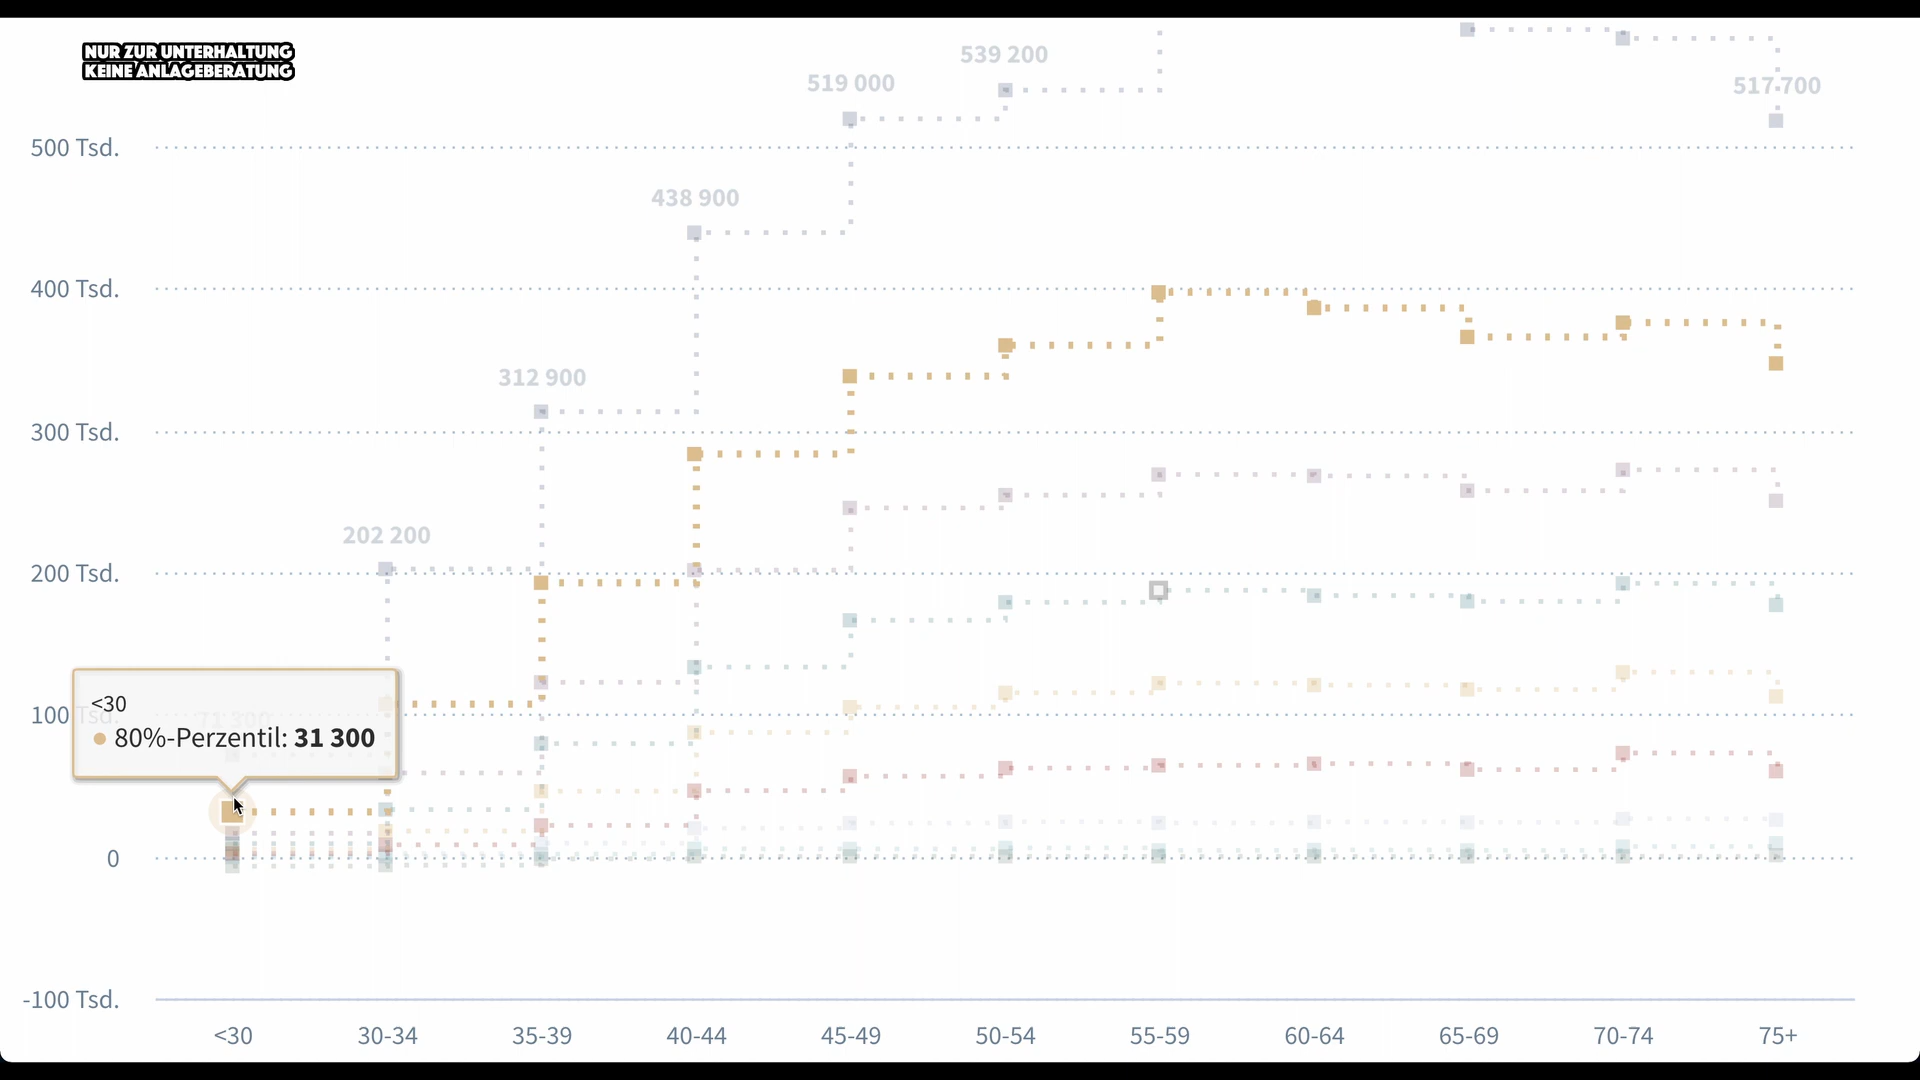 NUR ZUR UNTERHALTUNG
KEINE ANLAGEBERATUNG
539 200
519 000
517 700
500 Tsd.
438 900
400 Tsd.
312 900
300 Tsd.
202 200
200 Tsd.
<30
100 Tsd.
71 300
80%-Perzentil: 31 300
0
-100 Tsd.
<30 30-34 35-39 40-44 45-49 50-54 55-59 60-64 65-69 70-74 75+